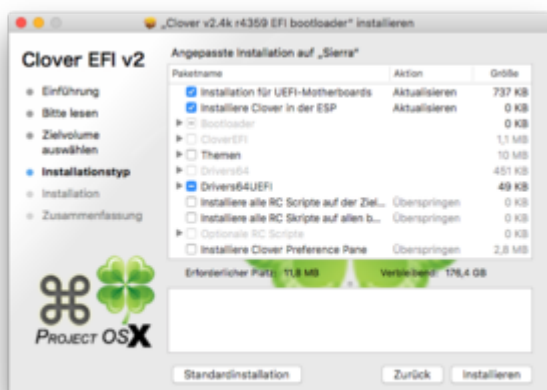 „Clover v2.4k r4359 EFI bootloader“ installieren
Clover EFI v2
Angepasste Installation auf „Sierra“
Paketname Aktion Größe
Installation für UEFI-Motherboards Aktualisieren 737 KB
Installiere Clover in der ESP Aktualisieren 0 KB
Bootloader 0 KB
CloverEFI 1,1 MB
Themen 10 MB
Drivers64 451 KB
Drivers64UEFI 49 KB
Installiere alle RC Scripte auf der Ziel... Überspringen 0 KB
Installiere alle RC Skripte auf allen b... Überspringen 0 KB
Optionale RC Scripte 0 KB
Installiere Clover Preference Pane Überspringen 2,8 MB
Einführung
Bitte lesen
Zielvolume
auswählen
Installationstyp
Installation
Zusammenfassung
Erforderlicher Platz: 11,8 MB Verbleibend: 176,4 GB
PROJECT OSX
Standardinstallation Zurück Installieren